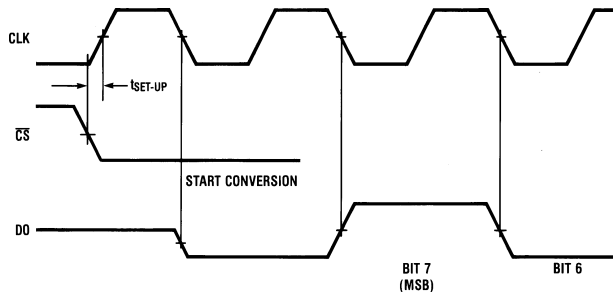 CLK
tSET-UP
CS
START CONVERSION
DO
BIT 7
(MSB)
BIT 6